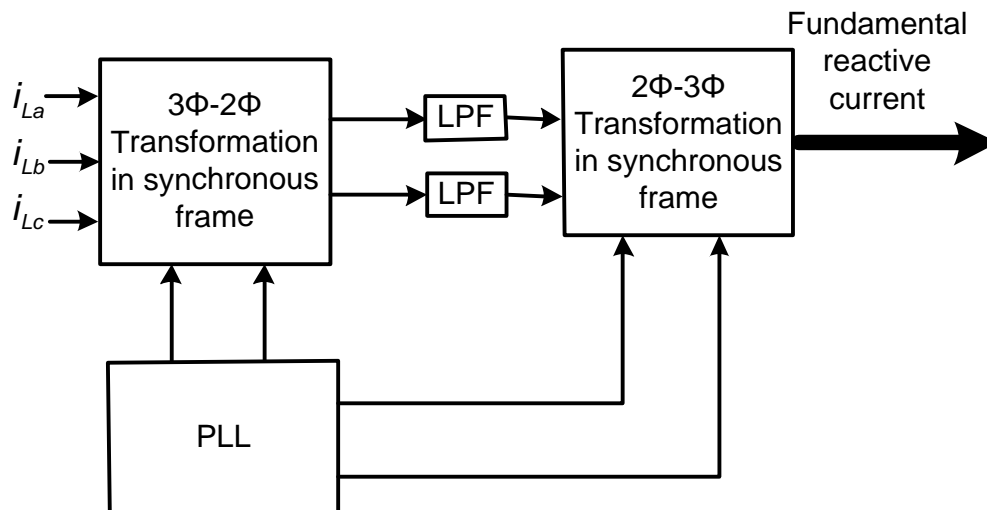 i_La
i_Lb
i_Lc
3Φ-2Φ
Transformation
in synchronous
frame
LPF
LPF
2Φ-3Φ
Transformation
in synchronous
frame
Fundamental
reactive
current
PLL